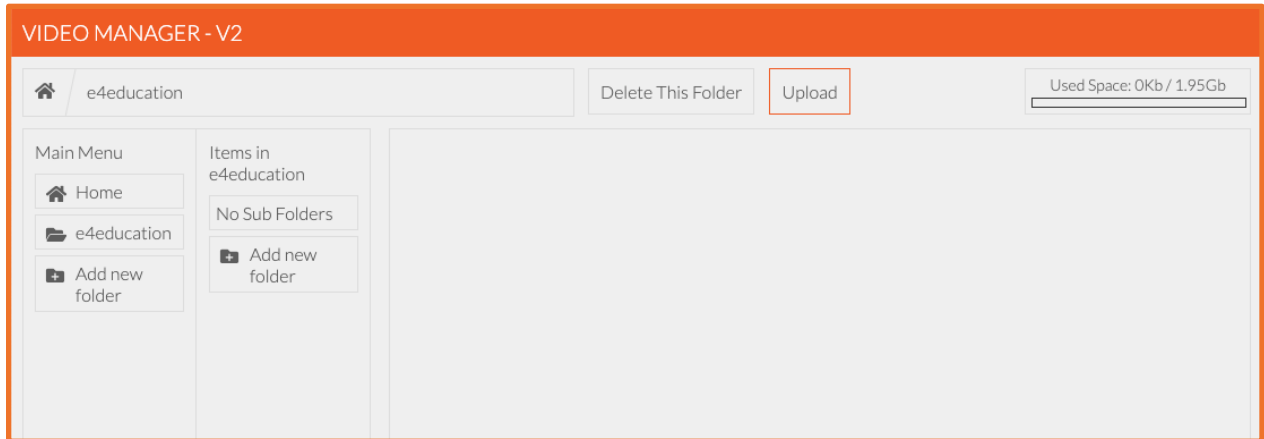 VIDEO MANAGER - V2
e4education
Delete This Folder
Upload
Used Space: 0Kb / 1.95Gb
Main Menu
Home
e4education
Add new
folder
Items in
e4education
No Sub Folders
Add new
folder